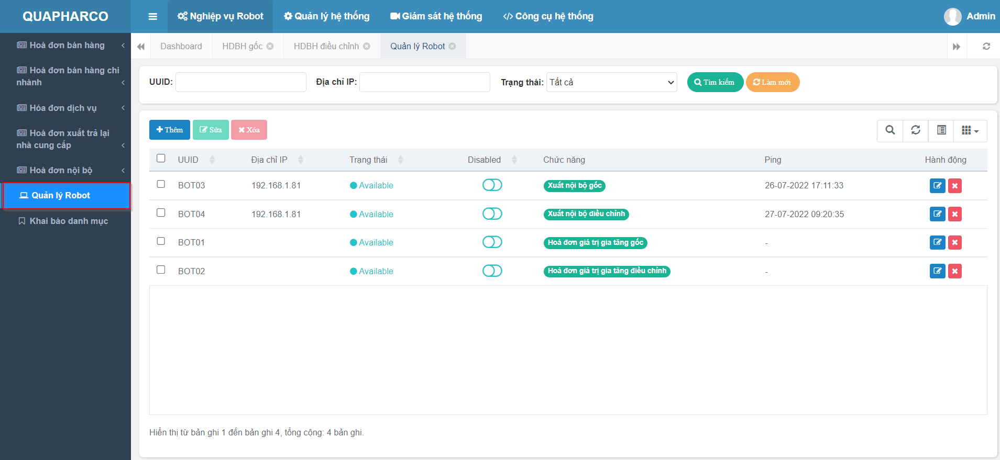 QUAPHARCO
Nghiệp vụ Robot
Quản lý hệ thống
Giám sát hệ thống
Công cụ hệ thống
Admin
Hoá đơn bán hàng
Hoá đơn bán hàng chi
nhánh
Hóa đơn dịch vụ
Hoá đơn xuất trả lại
nhà cung cấp
Hoá đơn nội bộ
Quản lý Robot
Khai báo danh mục
Dashboard
HDBH gốc
HDBH điều chỉnh
Quản lý Robot
UUID:
Địa chỉ IP:
Trạng thái:
Tất cả
Tìm kiếm
Làm mới
Thêm
Sửa
Xóa
UUID Địa chỉ IP Trạng thái Disabled Chức năng Ping Hành động
BOT03 192.168.1.81 Available Xuất nội bộ gốc 26-07-2022 17:11:33
BOT04 192.168.1.81 Available Xuất nội bộ điều chỉnh 27-07-2022 09:20:35
BOT01 Available Hoá đơn giá trị gia tăng gốc -
BOT02 Available Hoá đơn giá trị gia tăng điều chỉnh -
Hiển thị từ bản ghi 1 đến bản ghi 4, tổng cộng: 4 bản ghi.